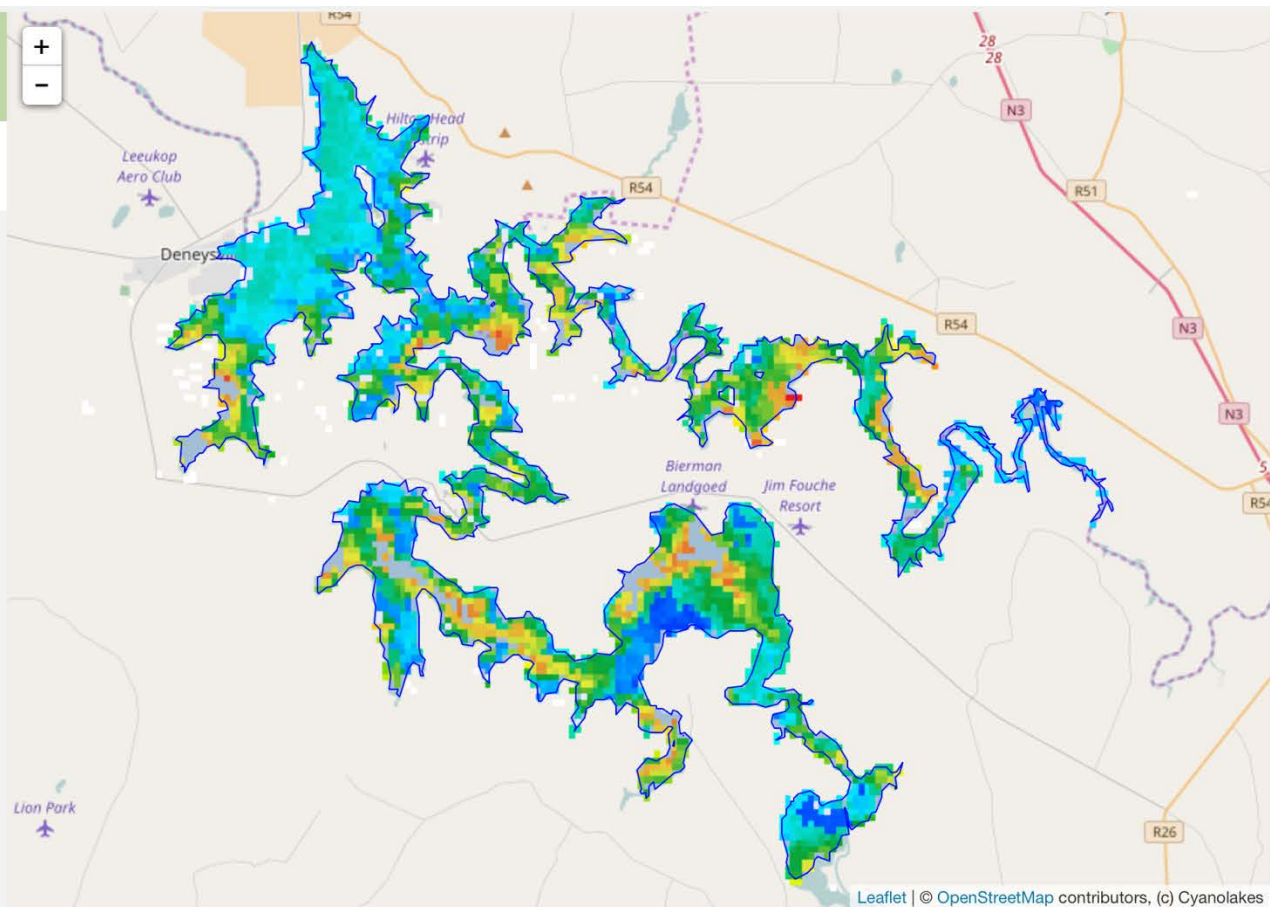 R54
+
−
28
28
N3
Hilton Head
strip
Leeukop
Aero Club
R54
R51
Deneys
R54
N3
N3
Bierman
Landgoed
Jim Fouche
Resort
5
R54
Lion Park
R26
Leaflet | © OpenStreetMap contributors, (c) Cyanolakes